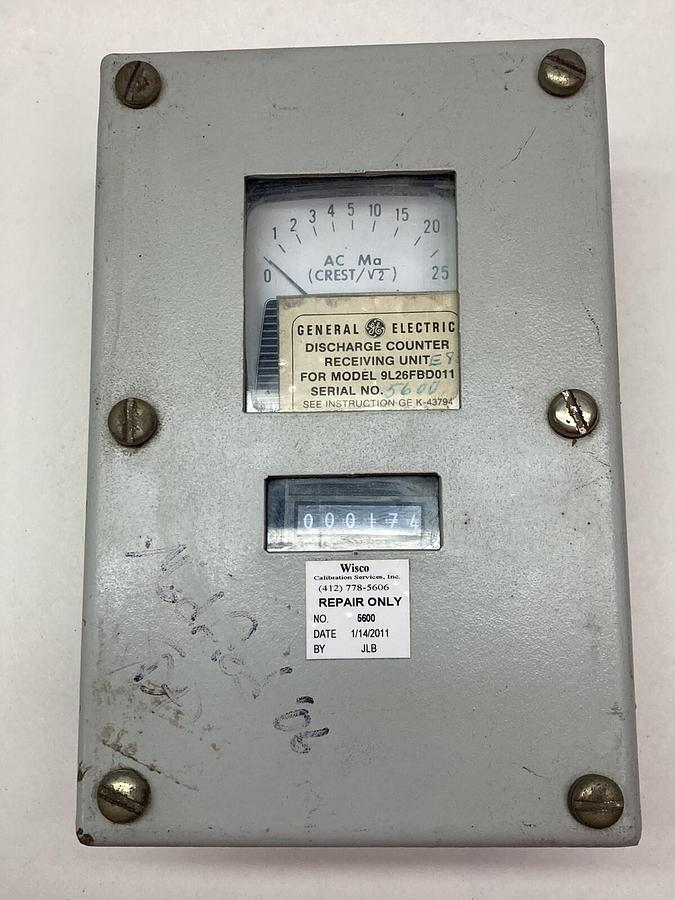 0 1 2 3 4 5 10 15 20 25
AC Ma
(CREST/√2)
GENERAL GE ELECTRIC
DISCHARGE COUNTER
RECEIVING UNIT E8
FOR MODEL 9L26FBD011
SERIAL NO. 5600
SEE INSTRUCTION GE K-43794
000174
Wisco
Calibration Services, Inc.
(412) 778-5606
REPAIR ONLY
NO. 5600
DATE 1/14/2011
BY JLB